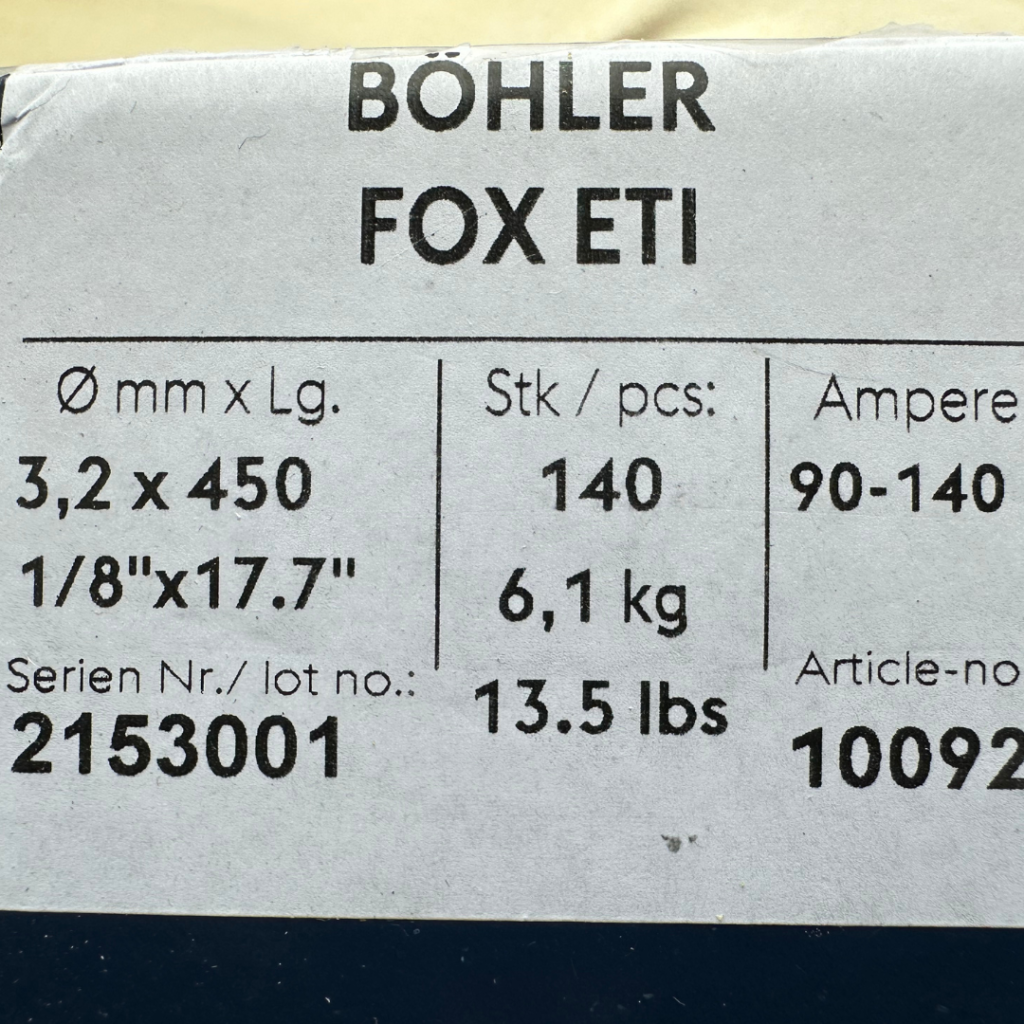 BÖHLER
FOX ETI
Ø mm x Lg.
3,2 x 450
1/8"x17.7"
Stk / pcs:
140
6,1 kg
13.5 lbs
Ampere
90-140
Serien Nr./ lot no.:
2153001
Article-no
10092